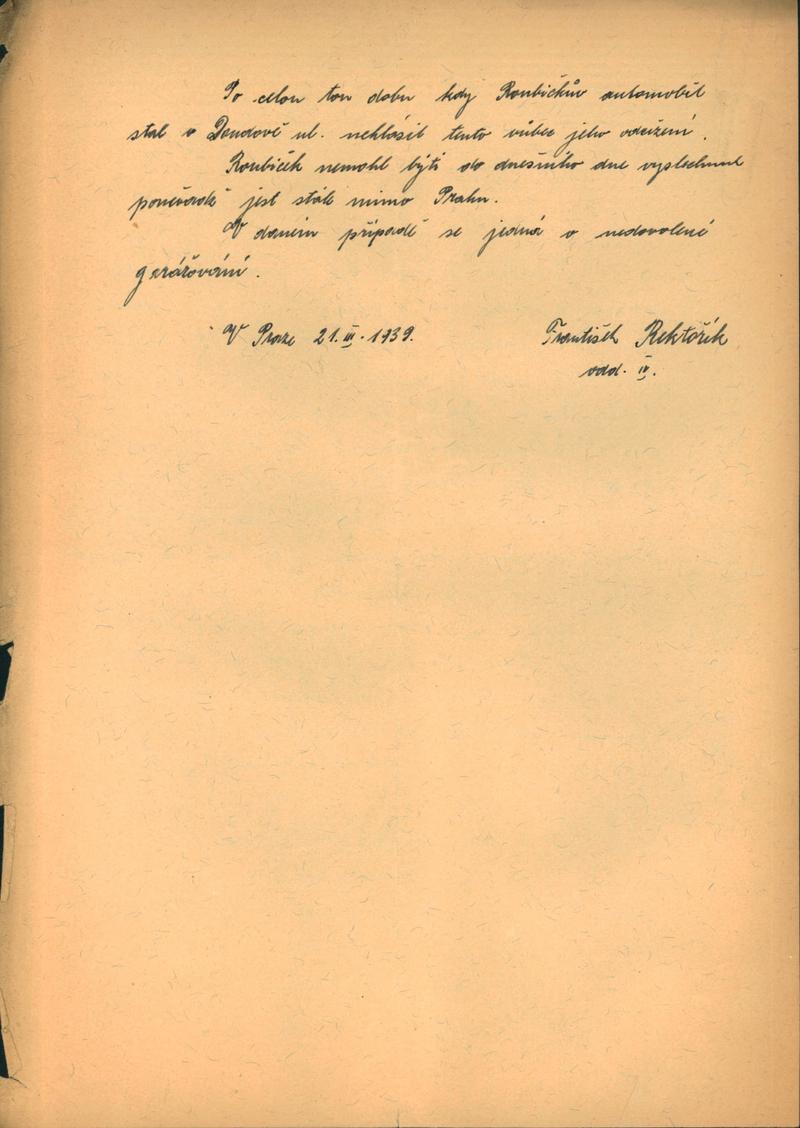 Po celou tou dobu kdy Roubíčkův automobil
stál v Doudově ul. nehlásil tento vůbec jeho odcizení.
Roubíček nemohl býti do dnešního dne vyslechnut
poněvadž jest stále mimo Prahu.
V daném případě se jedná o nedovolené
garážování.
V Praze 21.III.1939. František Rektořík
odd. IV.